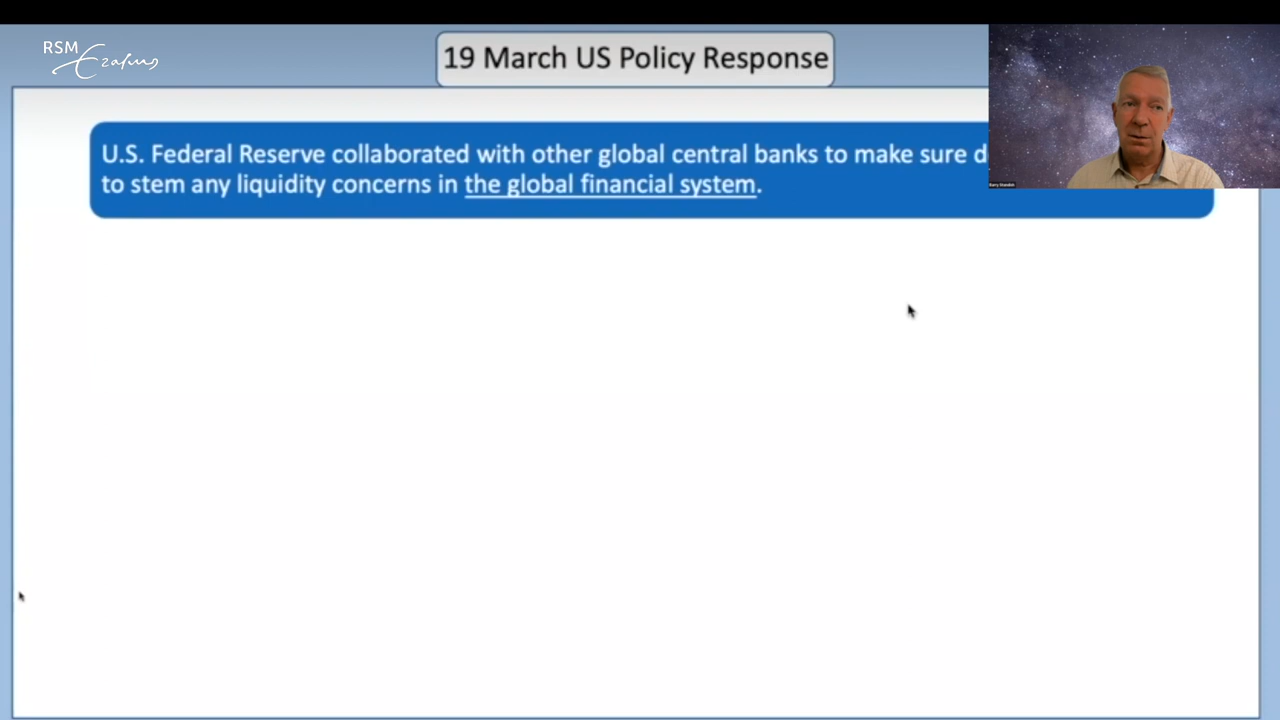 RSM
Erasmus
19 March US Policy Response
U.S. Federal Reserve collaborated with other global central banks to make sure d
to stem any liquidity concerns in the global financial system.